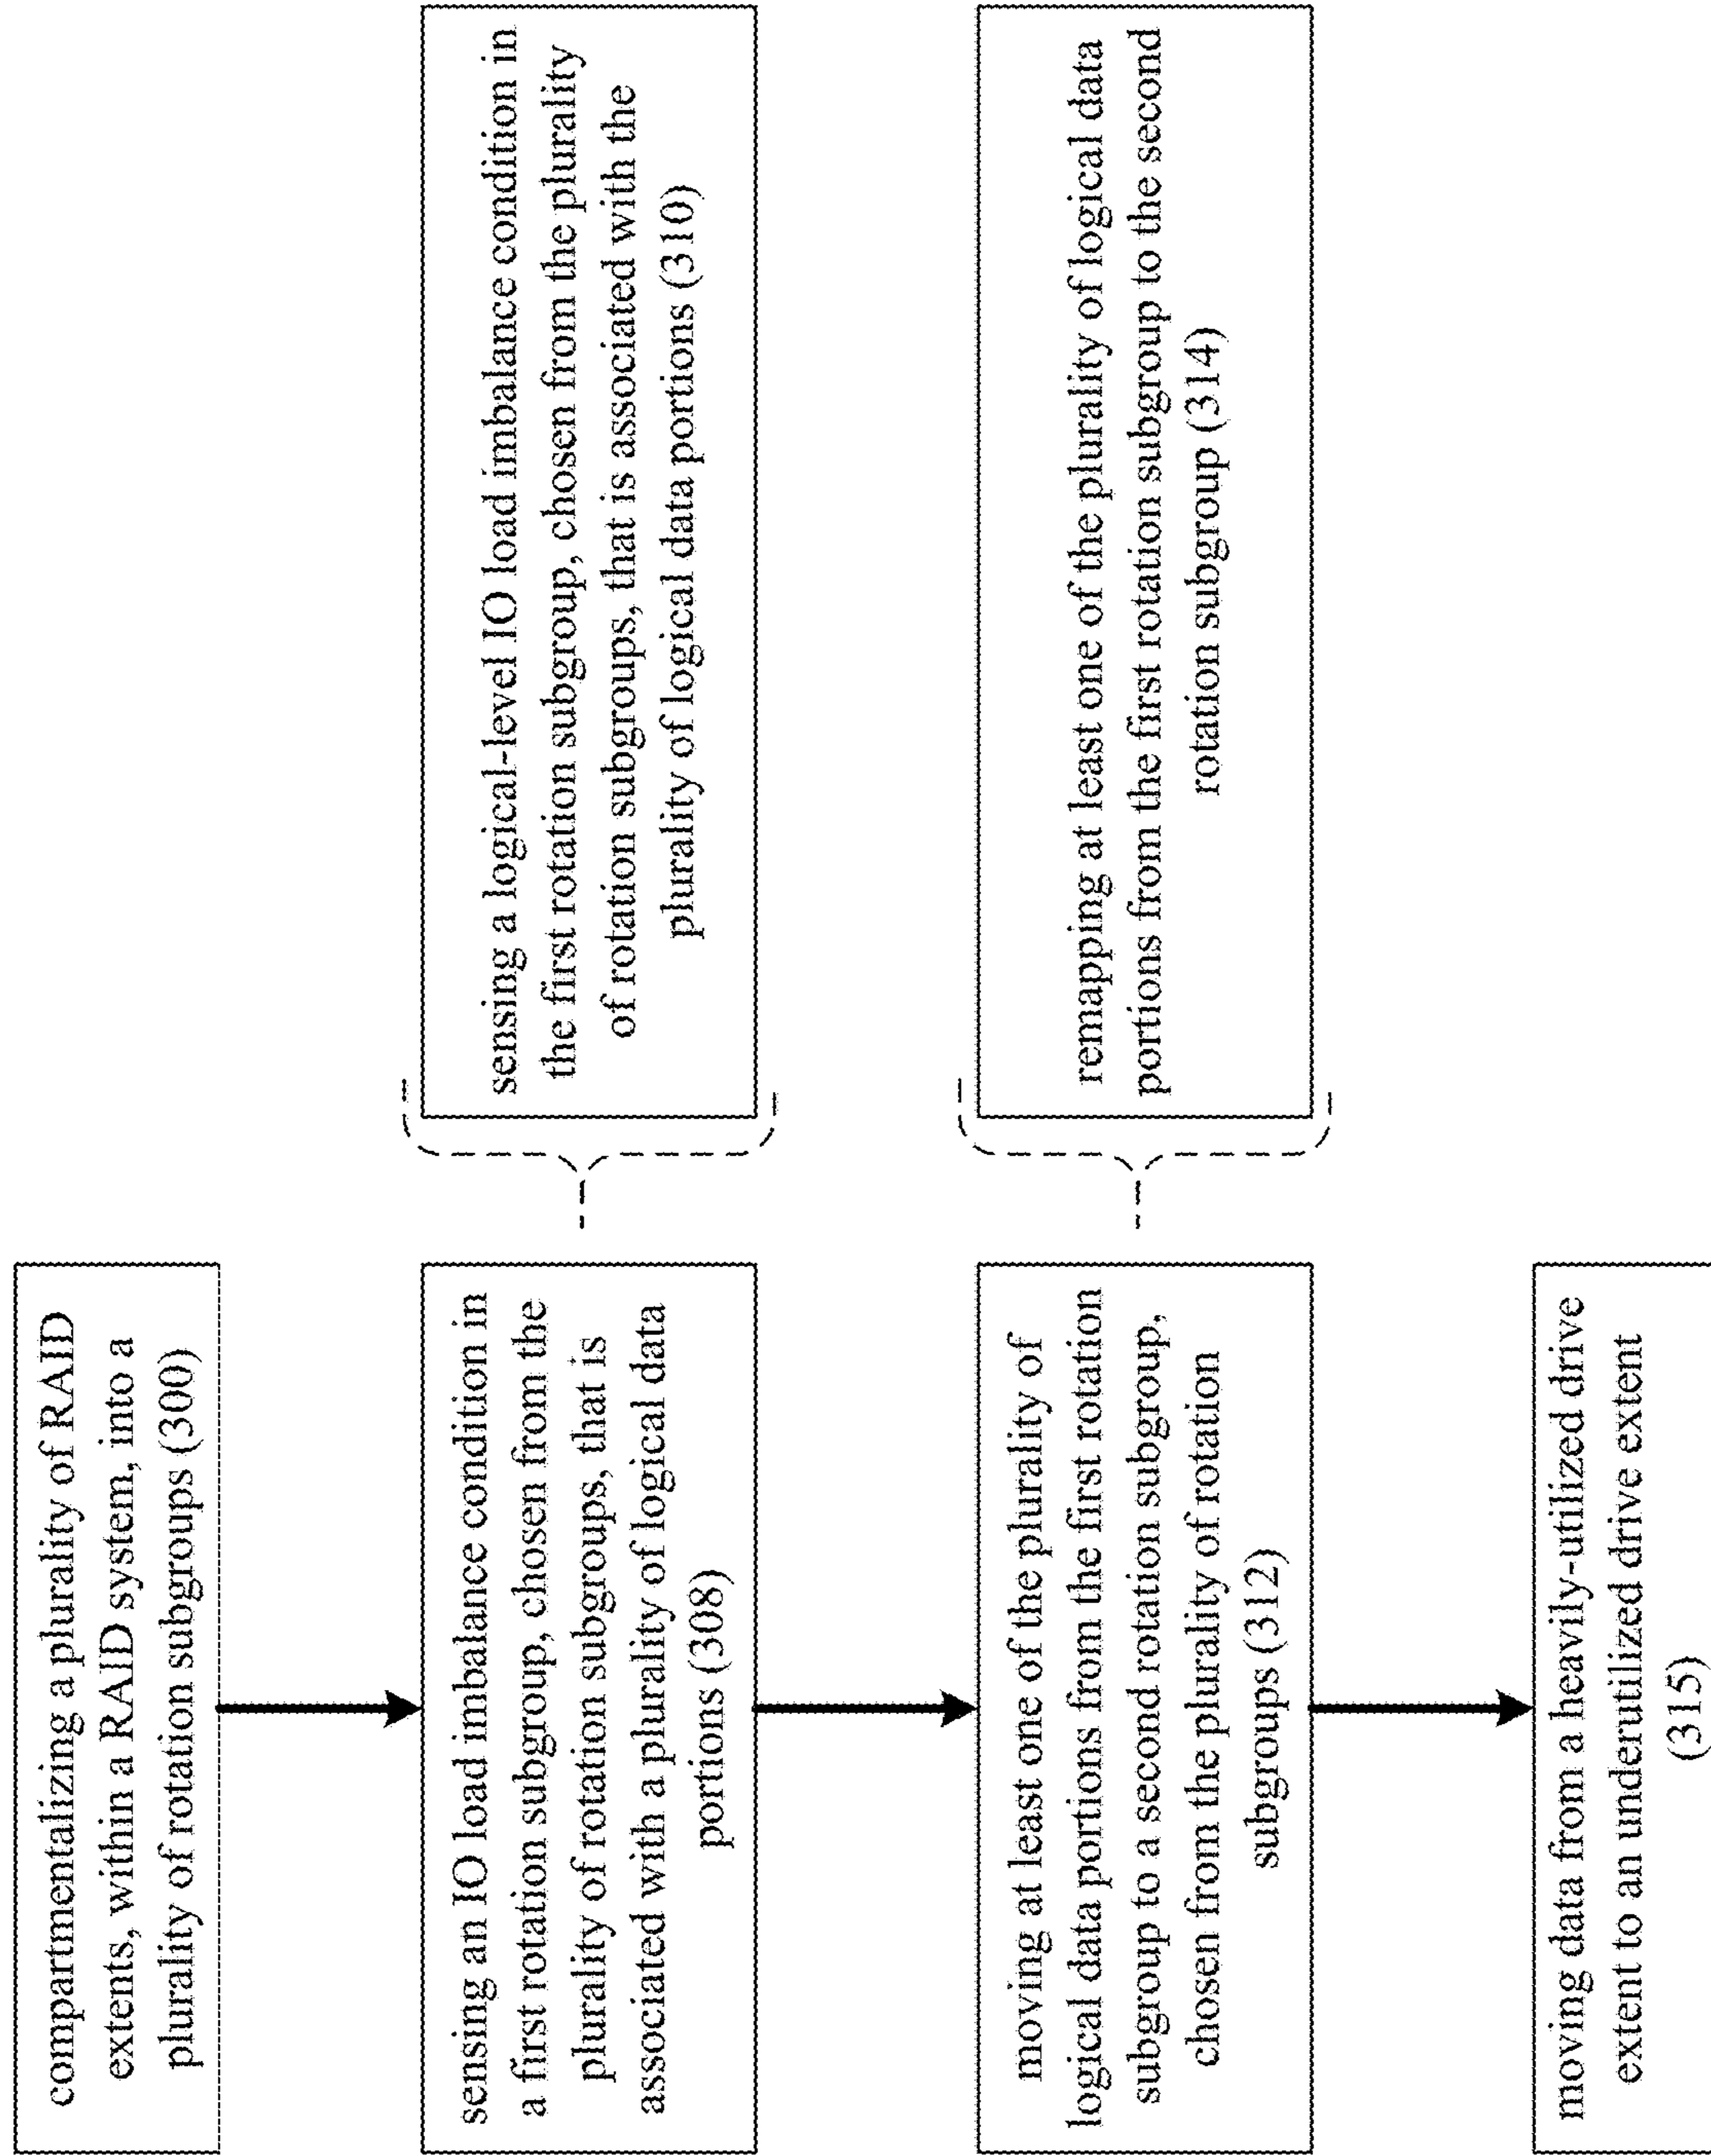 compartmentalizing a plurality of RAID
extents, within a RAID system, into a
plurality of rotation subgroups (300)
sensing an IO load imbalance condition in
a first rotation subgroup, chosen from the
plurality of rotation subgroups, that is
associated with a plurality of logical data
portions (308)
sensing a logical-level IO load imbalance condition in
the first rotation subgroup, chosen from the plurality
of rotation subgroups, that is associated with the
plurality of logical data portions (310)
moving at least one of the plurality of
logical data portions from the first rotation
subgroup to a second rotation subgroup,
chosen from the plurality of rotation
subgroups (312)
remapping at least one of the plurality of logical data
portions from the first rotation subgroup to the second
rotation subgroup (314)
moving data from a heavily-utilized drive
extent to an underutilized drive extent
(315)